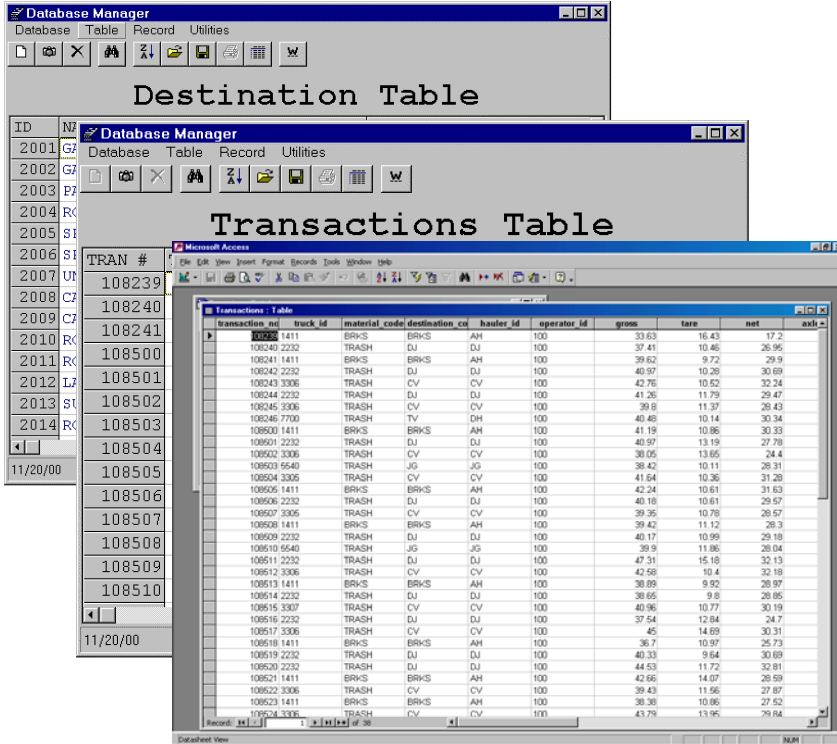 Database Manager
Database Table Record Utilities
Destination Table
ID
2001
2002
2003
2004
2005
2006
2007
2008
2009
2010
2011
2012
2013
2014
11/20/00
Database Manager
Database Table Record Utilities
Transactions Table
TRAN #
108239
108240
108241
108500
108501
108502
108503
108504
108505
108506
108507
108508
108509
108510
11/20/00
Microsoft Access
File Edit View Insert Format Records Tools Window Help
Transactions : Table
transaction_no truck_id material_code destination_co hauler_id operator_id gross tare net axle
108239 1411 BRKS BRKS AH 100 33.63 16.43 17.2
108240 2232 TRASH DJ DJ 100 37.41 10.46 26.95
108241 1411 BRKS BRKS AH 100 39.62 9.72 29.9
108242 2232 TRASH DJ DJ 100 40.97 10.28 30.69
108243 3306 TRASH CV CV 100 42.76 10.52 32.24
108244 2232 TRASH DJ DJ 100 41.26 11.79 29.47
108245 3306 TRASH CV CV 100 39.8 11.37 28.43
108246 7700 TRASH TV DH 100 40.48 10.14 30.34
108500 1411 BRKS BRKS AH 100 41.19 10.86 30.33
108501 2232 TRASH DJ DJ 100 40.97 13.19 27.78
108502 3306 TRASH CV CV 100 38.05 13.65 24.4
108503 5540 TRASH JG JG 100 38.42 10.11 28.31
108504 3305 TRASH CV CV 100 41.64 10.36 31.28
108505 1411 BRKS BRKS AH 100 42.24 10.61 31.63
108506 2232 TRASH DJ DJ 100 40.18 10.61 29.57
108507 3305 TRASH CV CV 100 39.35 10.78 28.57
108508 1411 BRKS BRKS AH 100 39.42 11.12 28.3
108509 2232 TRASH DJ DJ 100 40.17 10.99 29.18
108510 5540 TRASH JG JG 100 39.9 11.86 28.04
108511 2232 TRASH DJ DJ 100 47.31 15.18 32.13
108512 3306 TRASH CV CV 100 42.58 10.4 32.18
108513 1411 BRKS BRKS AH 100 38.89 9.92 28.97
108514 2232 TRASH DJ DJ 100 38.65 9.8 28.85
108515 3307 TRASH CV CV 100 40.96 10.77 30.19
108516 2232 TRASH DJ DJ 100 37.54 12.84 24.7
108517 3306 TRASH CV CV 100 45 14.69 30.31
108518 1411 BRKS BRKS AH 100 36.7 10.97 25.73
108519 2232 TRASH DJ DJ 100 40.33 9.64 30.69
108520 2232 TRASH DJ DJ 100 44.53 11.72 32.81
108521 1411 BRKS BRKS AH 100 42.66 14.07 28.59
108522 3306 TRASH CV CV 100 39.43 11.56 27.87
108523 1411 BRKS BRKS AH 100 38.38 10.86 27.52
108524 3306 TRASH CV CV 100 43.79 13.95 29.84
Record: 1 of 38
Datasheet View NUM